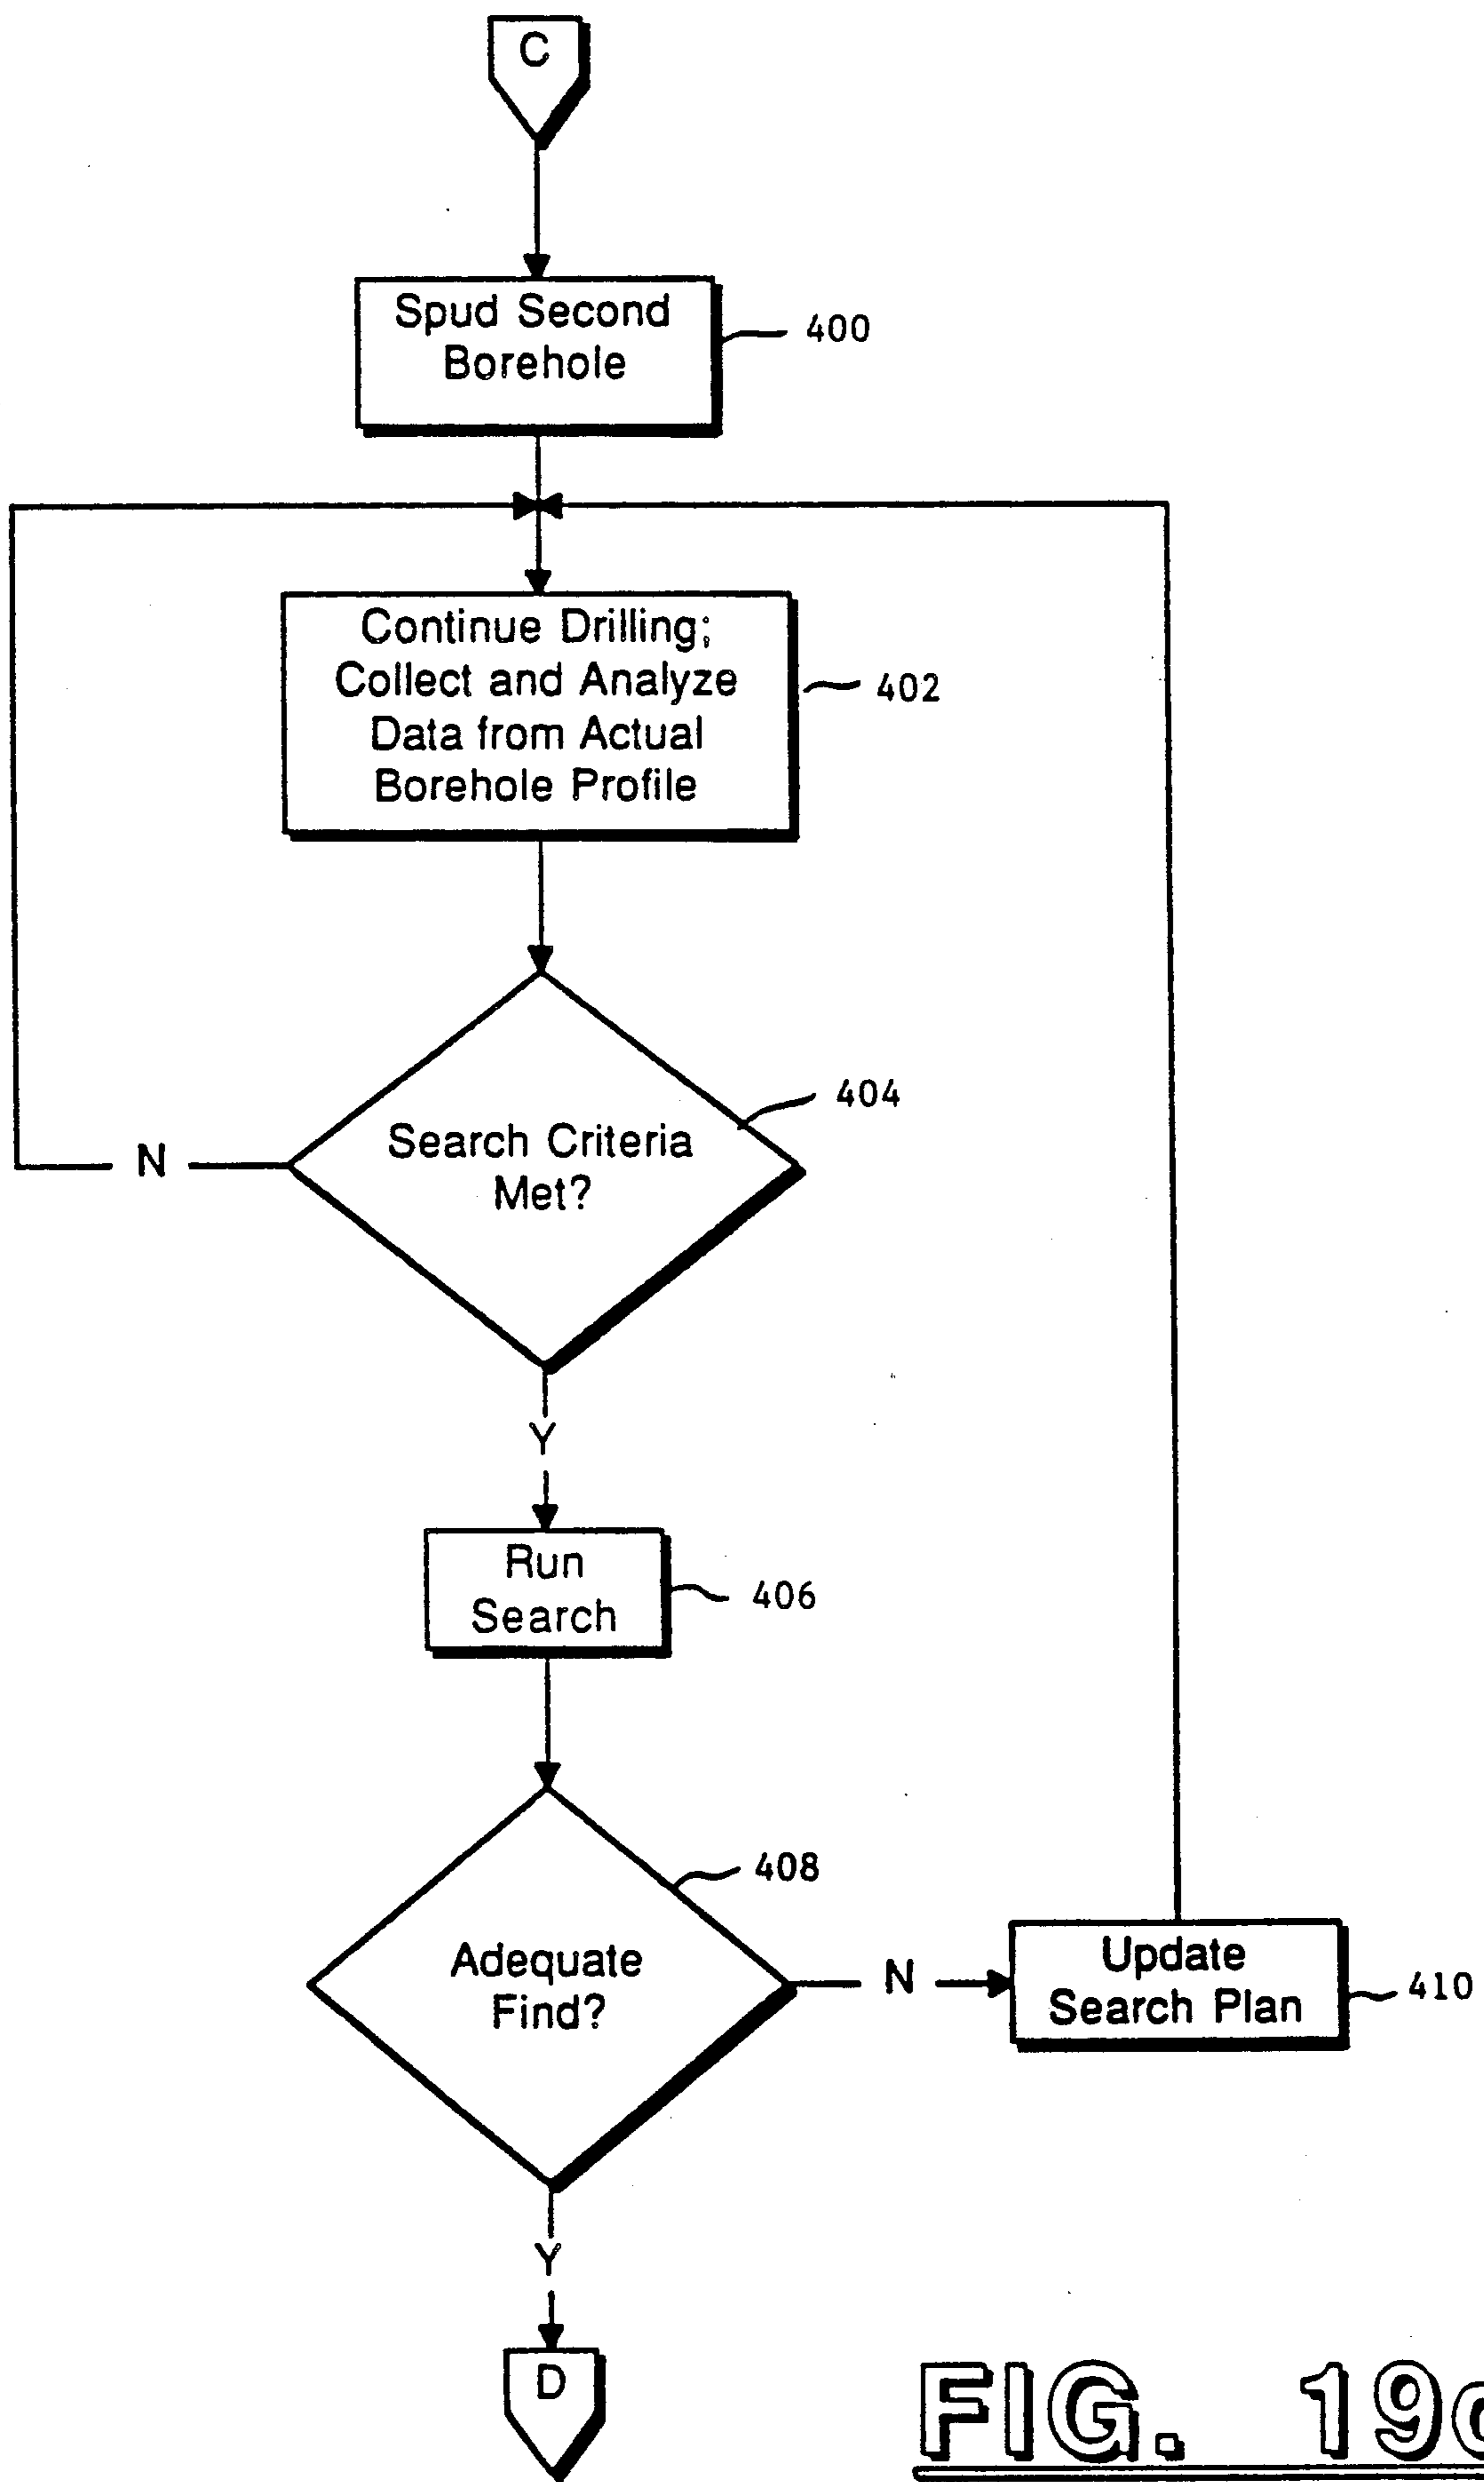 C
Spud Second
Borehole
400
Continue Drilling;
Collect and Analyze
Data from Actual
Borehole Profile
402
Search Criteria
Met?
404
N
Y
Run
Search
406
Adequate
Find?
408
N
Update
Search Plan
410
Y
D
FIG. 19